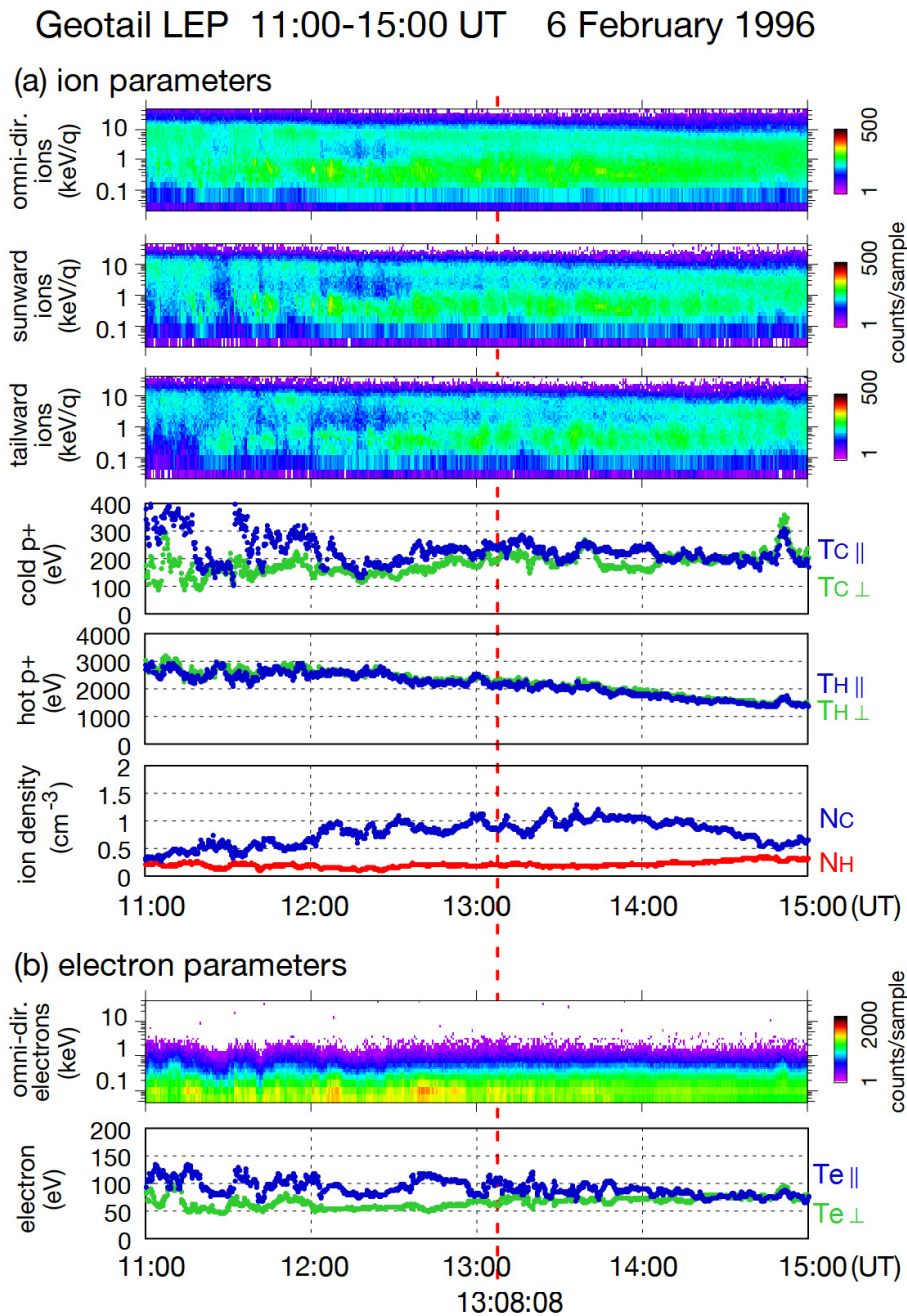 Geotail LEP 11:00-15:00 UT 6 February 1996
(a) ion parameters
omni-dir.
ions
(keV/q)
10
1
0.1
500
1
sunward
ions
(keV/q)
10
1
0.1
500
1
counts/sample
tailward
ions
(keV/q)
10
1
0.1
500
1
cold p+
(eV)
400
300
200
100
0
TC ||
TC ⊥
hot p+
(eV)
4000
3000
2000
1000
0
TH ||
TH ⊥
ion density
(cm-3)
2
1.5
1
0.5
0
NC
NH
11:00 12:00 13:00 14:00 15:00 (UT)
(b) electron parameters
omni-dir.
electr-ons
(keV)
10
1
0.1
2000
1
counts/sample
electron
(eV)
200
150
100
50
0
Te ||
Te ⊥
11:00 12:00 13:00 14:00 15:00 (UT)
13:08:08